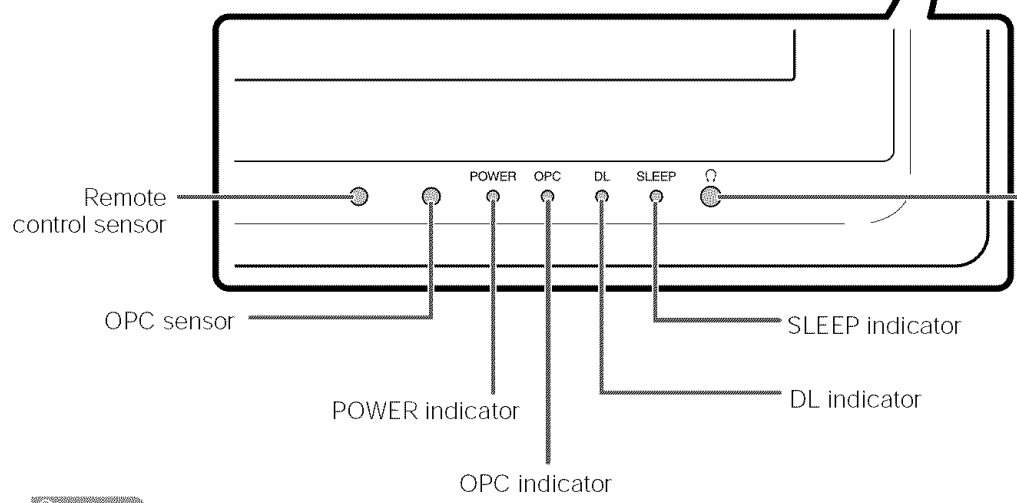 POWER OPC DL SLEEP
Remote
control sensor
OPC sensor
SLEEP indicator
POWER indicator
DL indicator
OPC indicator